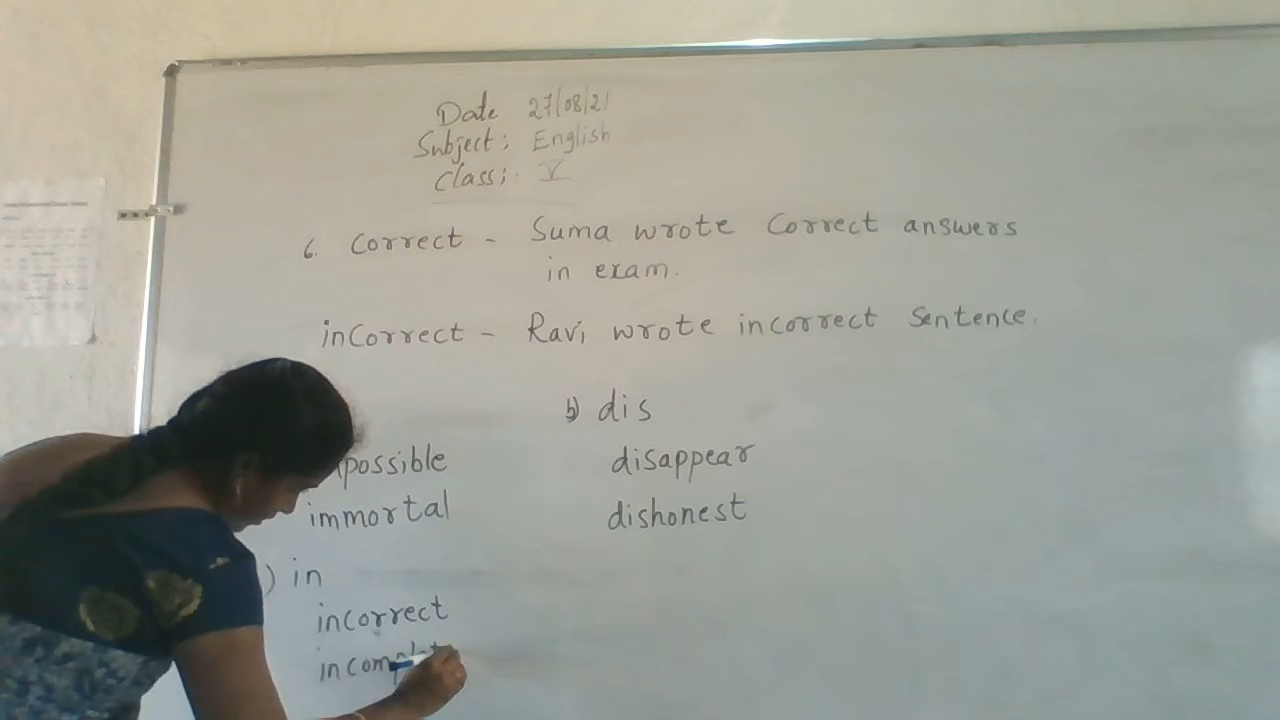 Date 27/08/21
Subject: English
Class: V
6. Correct - Suma wrote Correct answers
in exam.
inCorrect - Ravi wrote incorrect Sentence.
b) dis
possible disappear
immortal dishonest
) in
incorrect